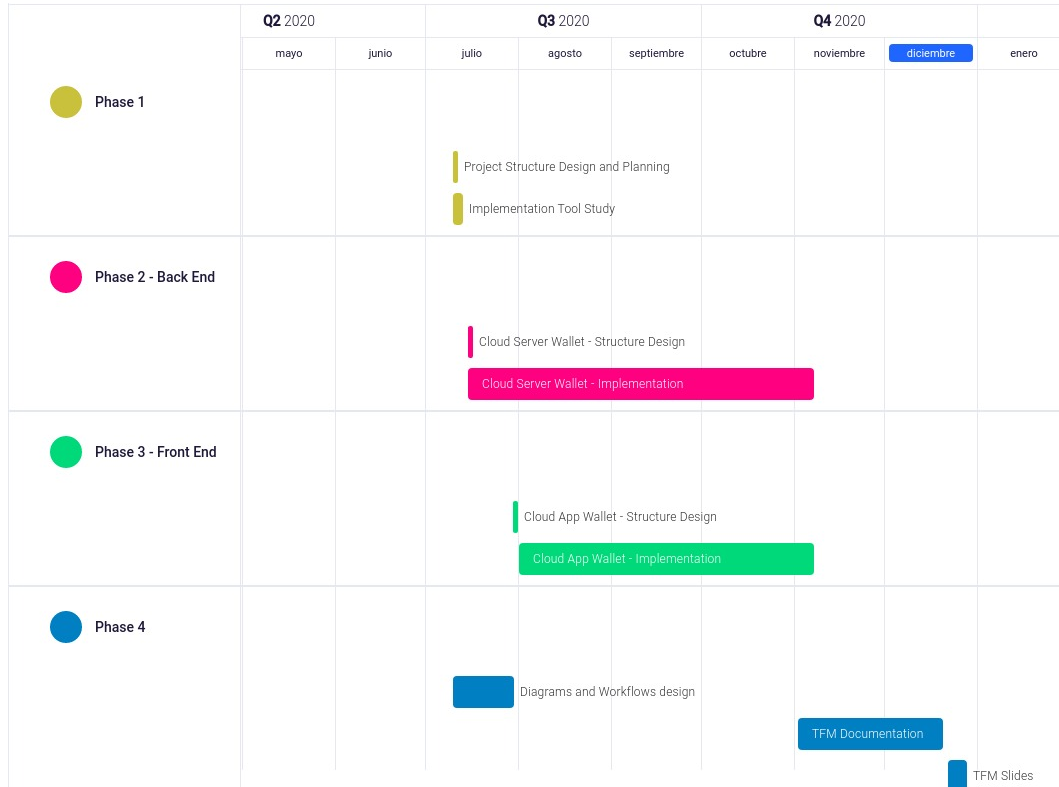 Q2 2020 Q3 2020 Q4 2020
mayo junio julio agosto septiembre octubre noviembre diciembre enero
Phase 1
Project Structure Design and Planning
Implementation Tool Study
Phase 2 - Back End
Cloud Server Wallet - Structure Design
Cloud Server Wallet - Implementation
Phase 3 - Front End
Cloud App Wallet - Structure Design
Cloud App Wallet - Implementation
Phase 4
Diagrams and Workflows design
TFM Documentation
TFM Slides